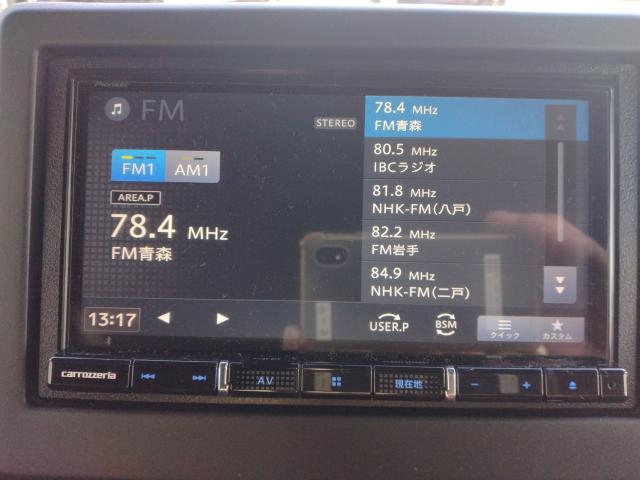 Pioneer
FM
STEREO
FM1 AM1
AREA.P
78.4 MHz
FM青森
78.4 MHz
FM青森
80.5 MHz
IBCラジオ
81.8 MHz
NHK-FM(八戸)
82.2 MHz
FM岩手
84.9 MHz
NHK-FM(二戸)
13:17
USER.P
BSM
クイック
カスタム
carrozzeria
AV
現在地